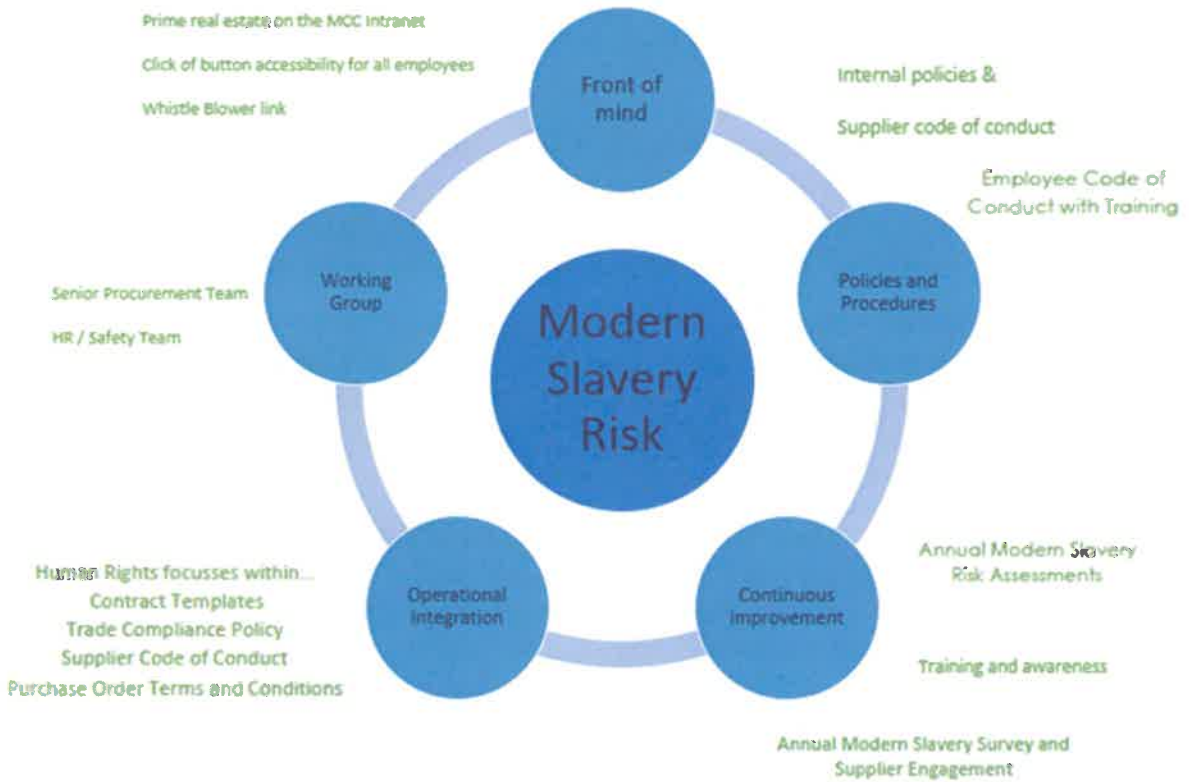 Prime real estate on the MCC Intranet
Click of button accessibility for all employees
Whistle Blower link
Front of
mind
Internal policies &
Supplier code of conduct
Employee Code of
Conduct with Training
Policies and
Procedures
Working
Group
Senior Procurement Team
HR / Safety Team
Modern
Slavery
Risk
Annual Modern Slavery
Risk Assessments
Continuous
Improvement
Training and awareness
Annual Modern Slavery Survey and
Supplier Engagement
Operational
Integration
Human Rights focusses within...
Contract Templates
Trade Compliance Policy
Supplier Code of Conduct
Purchase Order Terms and Conditions